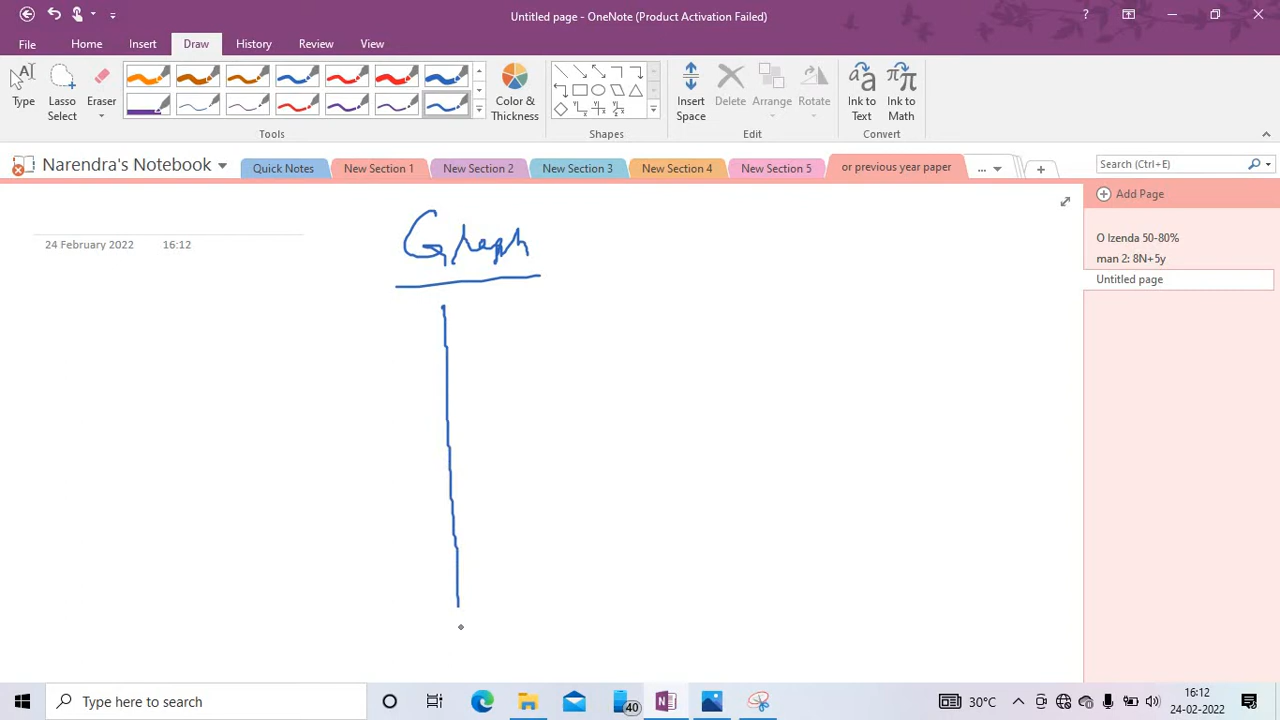 Untitled page - OneNote (Product Activation Failed)
?
File Home Insert Draw History Review View
Type Lasso Select Eraser Color & Thickness Insert Space Delete Arrange Rotate Ink to Text Ink to Math
Tools Shapes Edit Convert
Narendra's Notebook Quick Notes New Section 1 New Section 2 New Section 3 New Section 4 New Section 5 or previous year paper ... Search (Ctrl+E)
Add Page
24 February 2022 16:12
Graph
O Izenda 50-80%
man 2: 8N+5y
Untitled page
Type here to search
40
30°C
16:12
24-02-2022